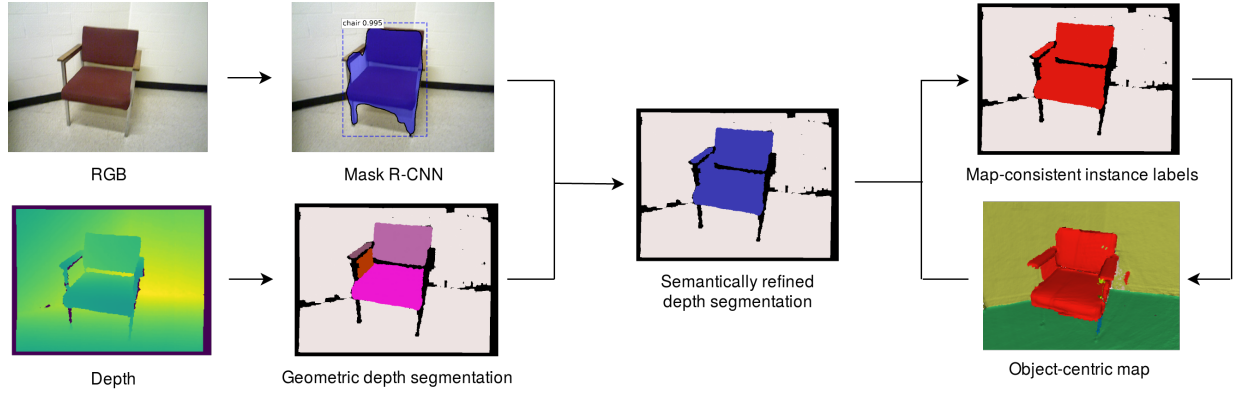 chair 0.995
RGB
Mask R-CNN
Map-consistent instance labels
Semantically refined
depth segmentation
Depth
Geometric depth segmentation
Object-centric map